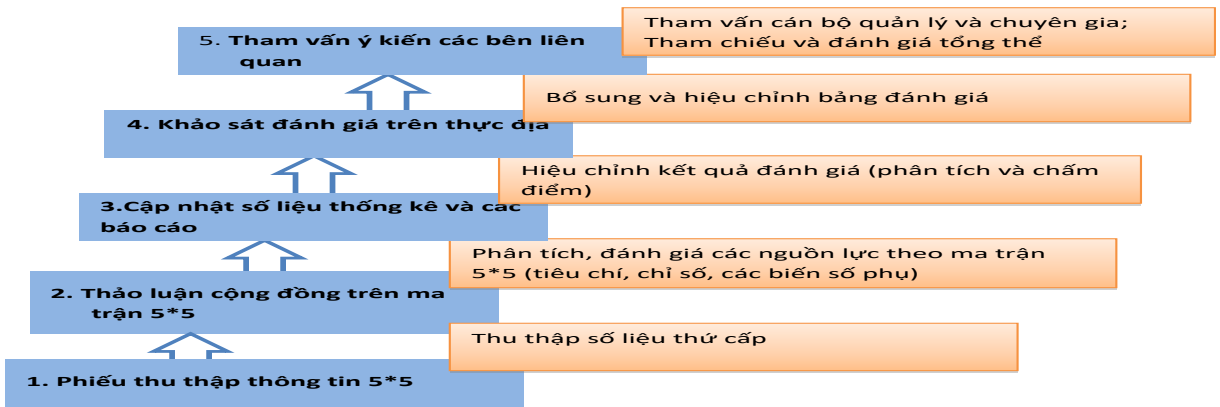 Tham vấn cán bộ quản lý và chuyên gia;
Tham chiếu và đánh giá tổng thể
5. Tham vấn ý kiến các bên liên
quan
Bổ sung và hiệu chỉnh bảng đánh giá
4. Khảo sát đánh giá trên thực địa
Hiệu chỉnh kết quả đánh giá (phân tích và chấm
điểm)
3.Cập nhật số liệu thống kê và các
báo cáo
Phân tích, đánh giá các nguồn lực theo ma trận
5*5 (tiêu chí, chỉ số, các biến số phụ)
2. Thảo luận cộng đồng trên ma
trận 5*5
Thu thập số liệu thứ cấp
1. Phiếu thu thập thông tin 5*5